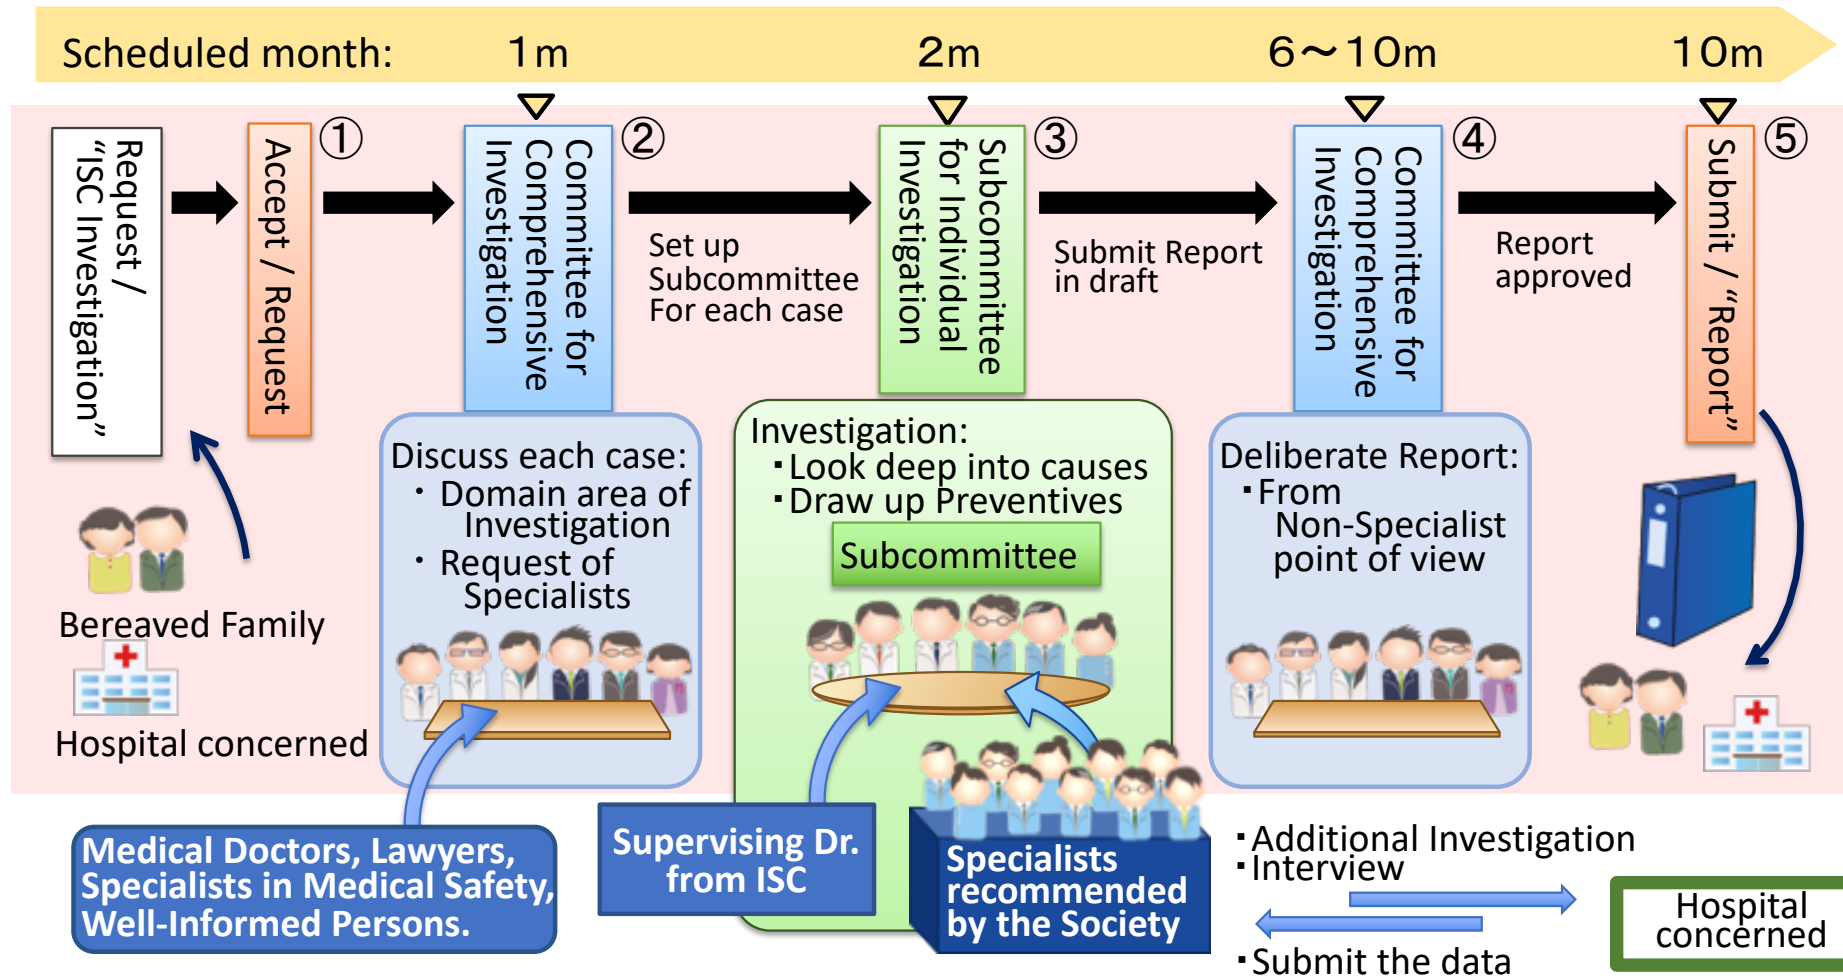 Scheduled month:
1m
2m
6～10m
10m
Request /
“ISC Investigation”
①
Accept / Request
②
Committee for
Comprehensive
Investigation
Set up
Subcommittee
For each case
③
Subcommittee
for Individual
Investigation
Submit Report
in draft
④
Committee for
Comprehensive
Investigation
Report
approved
⑤
Submit / “Report”
Bereaved Family
Hospital concerned
Discuss each case:
・Domain area of
Investigation
・Request of
Specialists
Medical Doctors, Lawyers,
Specialists in Medical Safety,
Well-Informed Persons.
Investigation:
▪Look deep into causes
▪Draw up Preventives
Subcommittee
Supervising Dr.
from ISC
Specialists
recommended
by the Society
Deliberate Report:
▪From
Non-Specialist
point of view
▪Additional Investigation
▪Interview
▪Submit the data
Hospital
concerned